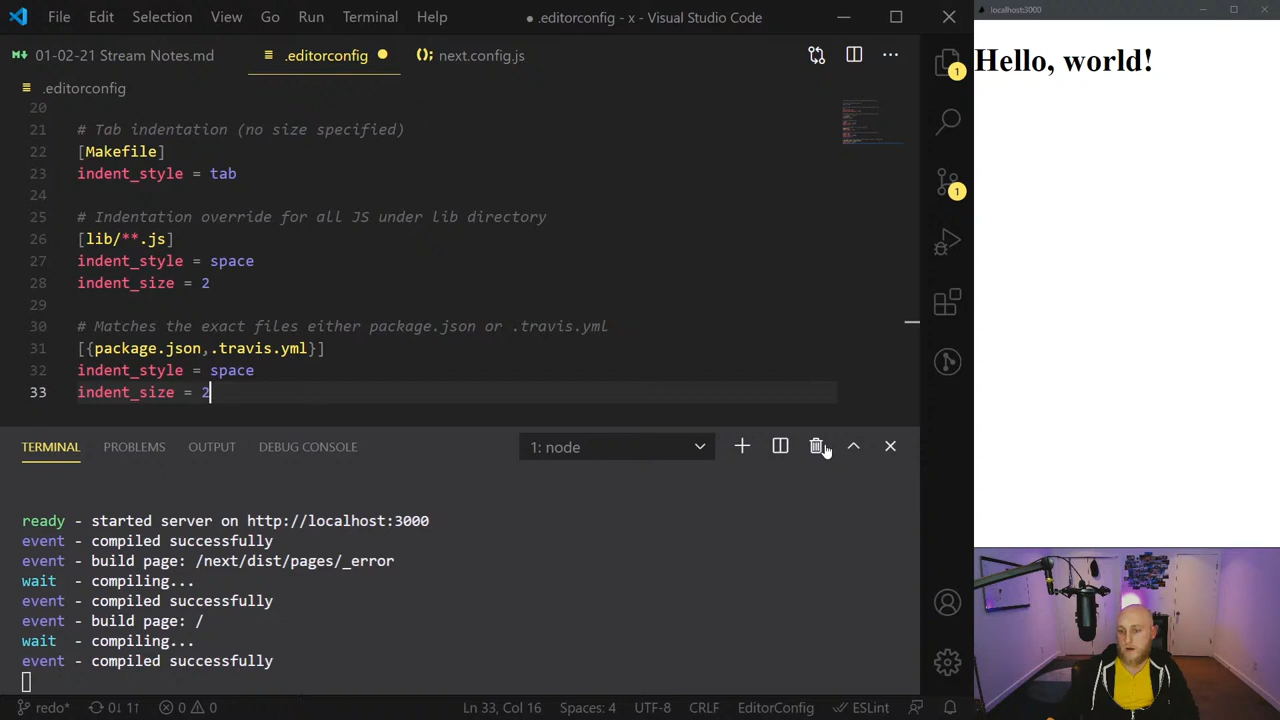 File Edit Selection View Go Run Terminal Help
● .editorconfig - x - Visual Studio Code
localhost:3000
01-02-21 Stream Notes.md
.editorconfig
next.config.js
.editorconfig
20
21 # Tab indentation (no size specified)
22 [Makefile]
23 indent_style = tab
24
25 # Indentation override for all JS under lib directory
26 [lib/**.js]
27 indent_style = space
28 indent_size = 2
29
30 # Matches the exact files either package.json or .travis.yml
31 [{package.json,.travis.yml}]
32 indent_style = space
33 indent_size = 2
1
1
Hello, world!
TERMINAL PROBLEMS OUTPUT DEBUG CONSOLE
1: node
ready - started server on http://localhost:3000
event - compiled successfully
event - build page: /next/dist/pages/_error
wait - compiling...
event - compiled successfully
event - build page: /
wait - compiling...
event - compiled successfully
redo* 0↓ 1↑ 0 0 Ln 33, Col 16 Spaces: 4 UTF-8 CRLF EditorConfig ESLint